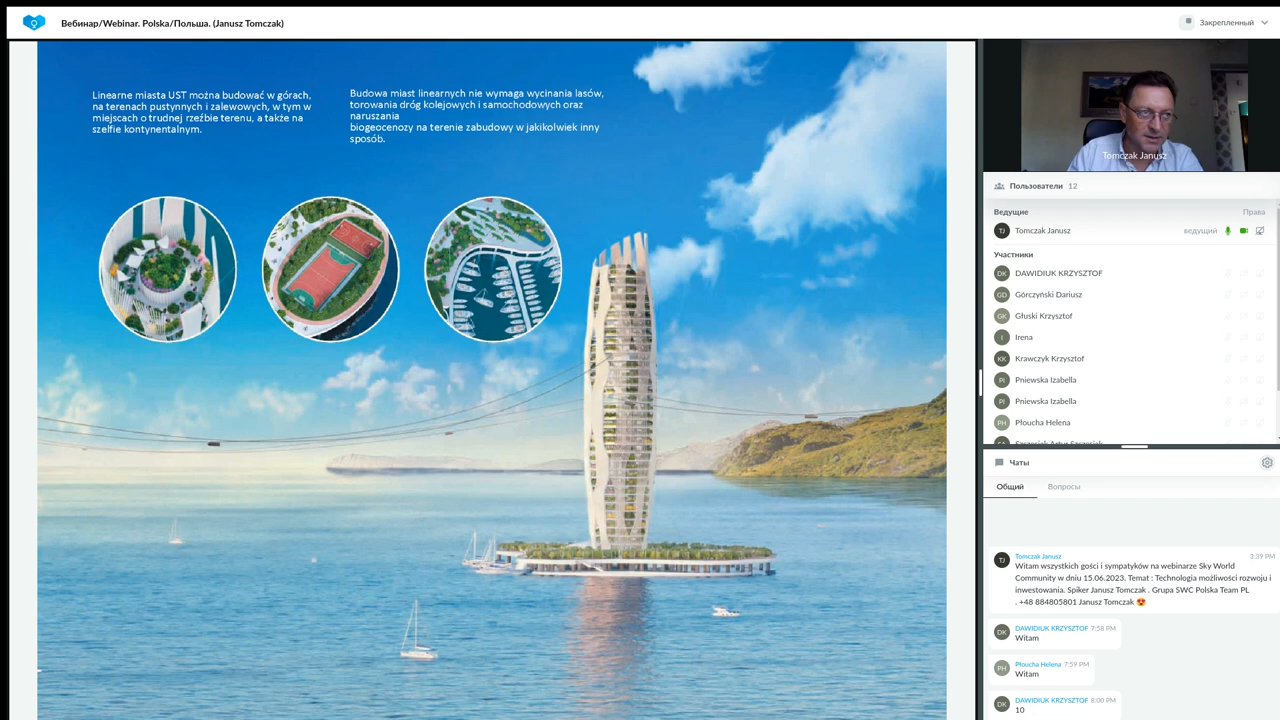 Вебинар/Webinar. Polska/Польша. (Janusz Tomczak)
Закрепленный
Linearne miasta UST można budować w górach,
na terenach pustynnych i zalewowych, w tym w
miejscach o trudnej rzeźbie terenu, a także na
szelfie kontynentalnym.
Budowa miast linearnych nie wymaga wycinania lasów,
torowania dróg kolejowych i samochodowych oraz
naruszania
biogeocenozy na terenie zabudowy w jakikolwiek inny
sposób.
Tomczak Janusz
Пользователи 12
Ведущие Права
TJ Tomczak Janusz ведущий
Участники
DK DAWIDIUK KRZYSZTOF
GD Górczyński Dariusz
GK Głuski Krzysztof
I Irena
KK Krawczyk Krzysztof
PI Pniewska Izabella
PI Pniewska Izabella
PH Płoucha Helena
Чаты
Общий Вопросы
TJ Tomczak Janusz 3:39 PM
Witam wszystkich gości i sympatyków na webinarze Sky World
Community w dniu 15.06.2023. Temat : Technologia możliwości rozwoju i
inwestowania. Spiker Janusz Tomczak . Grupa SWC Polska Team PL
. +48 884805801 Janusz Tomczak 😍
DK DAWIDIUK KRZYSZTOF 7:58 PM
Witam
PH Płoucha Helena 7:59 PM
Witam
DK DAWIDIUK KRZYSZTOF 8:00 PM
10